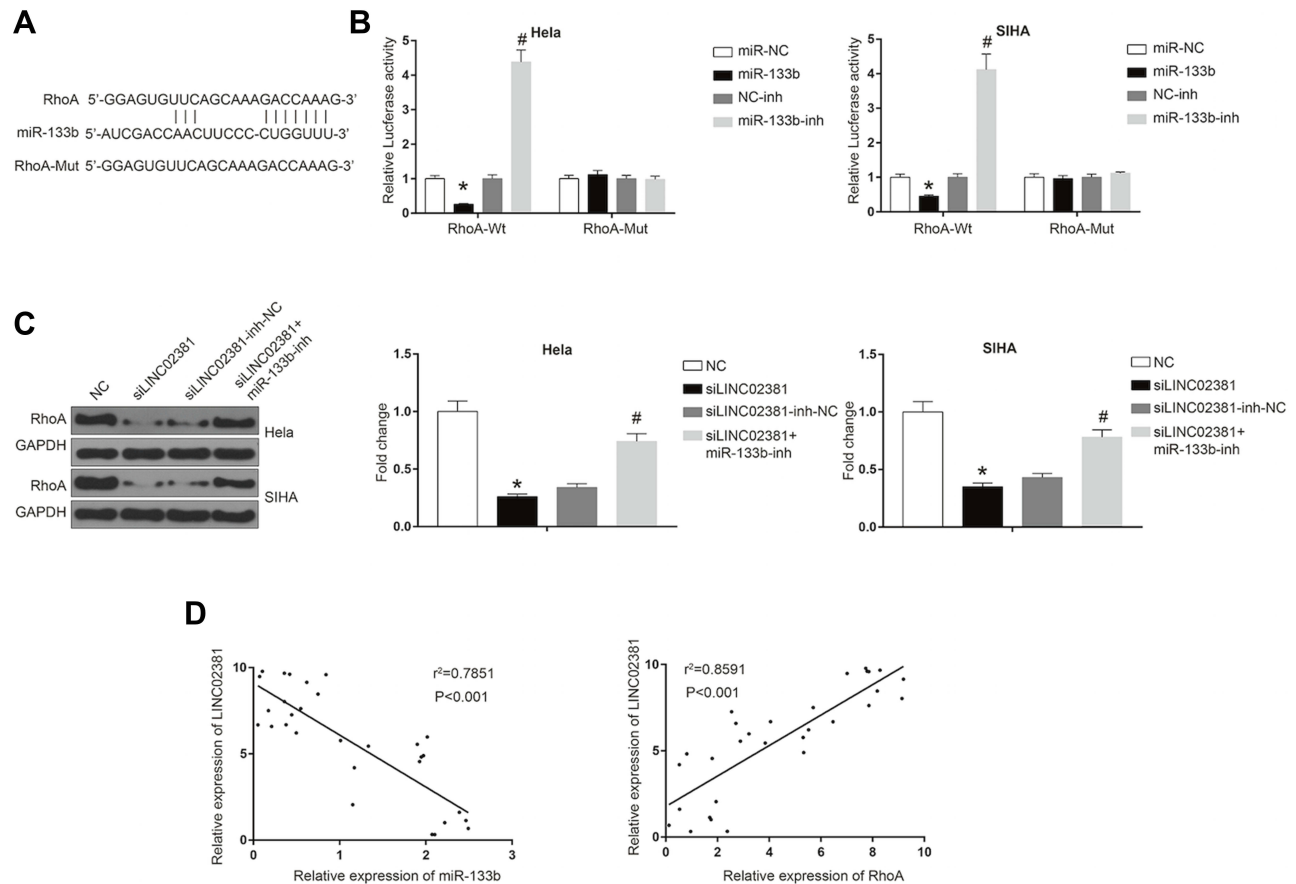 A
RhoA 5'-GGAGUGUUCAGCAAAGACCAAAG-3'
miR-133b 5'-AUCGACCAACUUCCC-CUGGUUU-3'
RhoA-Mut 5'-GGAGUGUUCAGCAAAGACCAAAG-3'
B
Hela
Relative Luciferase activity
5
4
3
2
1
0
*
#
RhoA-Wt
RhoA-Mut
miR-NC
miR-133b
NC-inh
miR-133b-inh
SIHA
Relative Luciferase activity
5
4
3
2
1
0
*
#
RhoA-Wt
RhoA-Mut
miR-NC
miR-133b
NC-inh
miR-133b-inh
C
NC
siLINC02381
siLINC02381-inh-NC
siLINC02381+
miR-133b-inh
RhoA
GAPDH
Hela
RhoA
GAPDH
SIHA
Hela
Fold change
1.5
1.0
0.5
0.0
*
#
NC
siLINC02381
siLINC02381-inh-NC
siLINC02381+
miR-133b-inh
SIHA
Fold change
1.5
1.0
0.5
0.0
*
#
NC
siLINC02381
siLINC02381-inh-NC
siLINC02381+
miR-133b-inh
D
Relative expression of LINC02381
10
5
0
r²=0.7851
P<0.001
0 1 2 3
Relative expression of miR-133b
Relative expression of LINC02381
10
5
0
r²=0.8591
P<0.001
0 2 4 6 8 10
Relative expression of RhoA